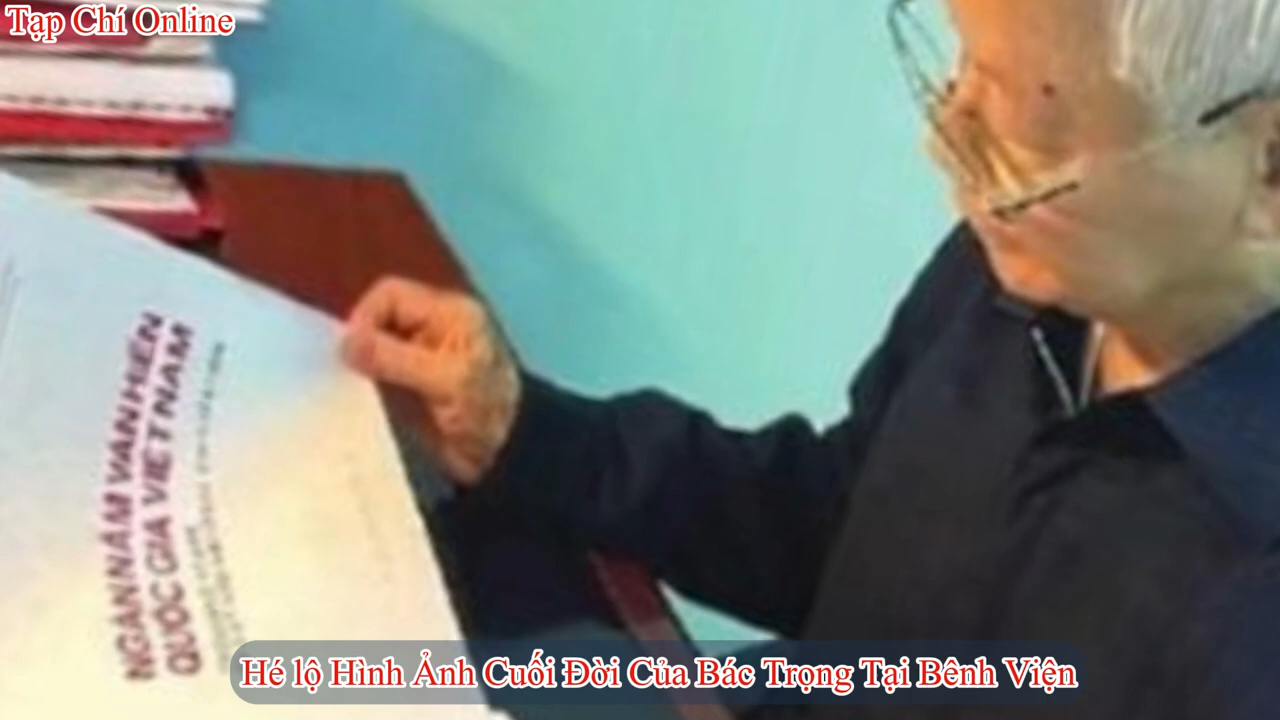 Tạp Chí Online
NGÀN NĂM VĂN HIẾN
QUỐC GIA VIỆT NAM
Hé lộ Hình Ảnh Cuối Đời Của Bác Trọng Tại Bênh Viện